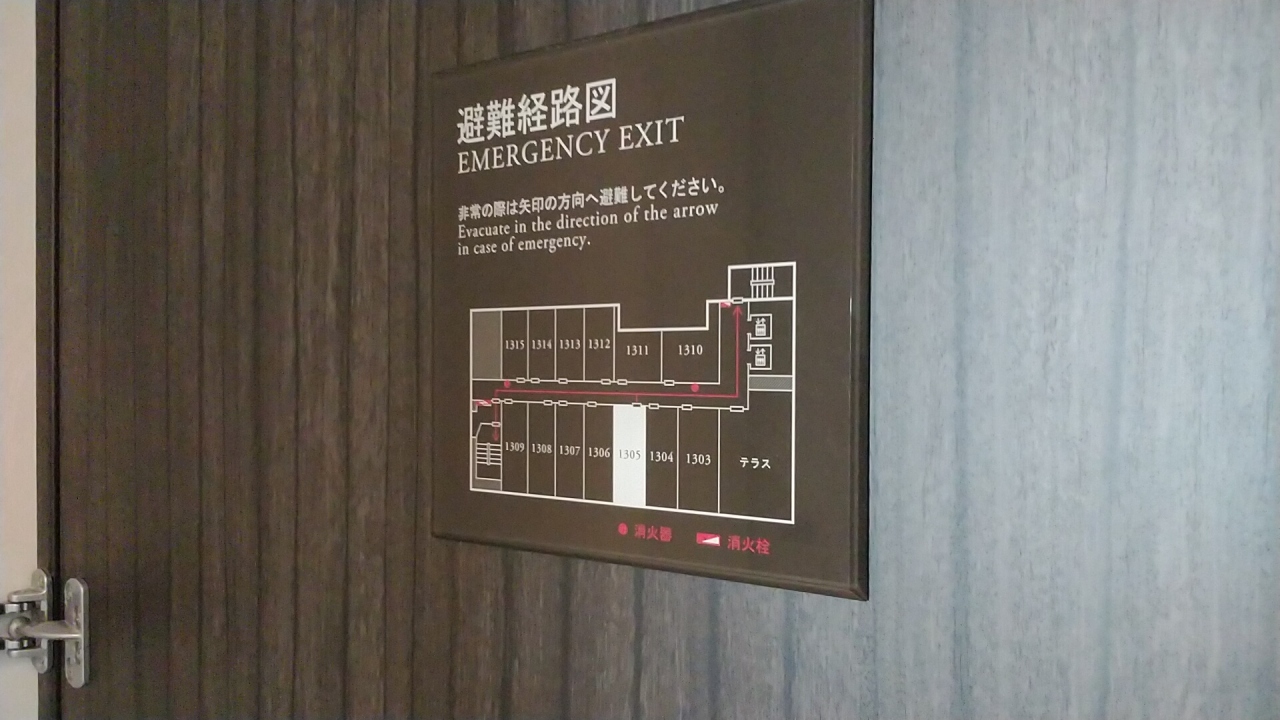 避難経路図
EMERGENCY EXIT
非常の際は矢印の方向へ避難してください。
Evacuate in the direction of the arrow
in case of emergency.
1315 1314 1313 1312 1311 1310
1309 1308 1307 1306 1305 1304 1303 テラス
消火器 消火栓